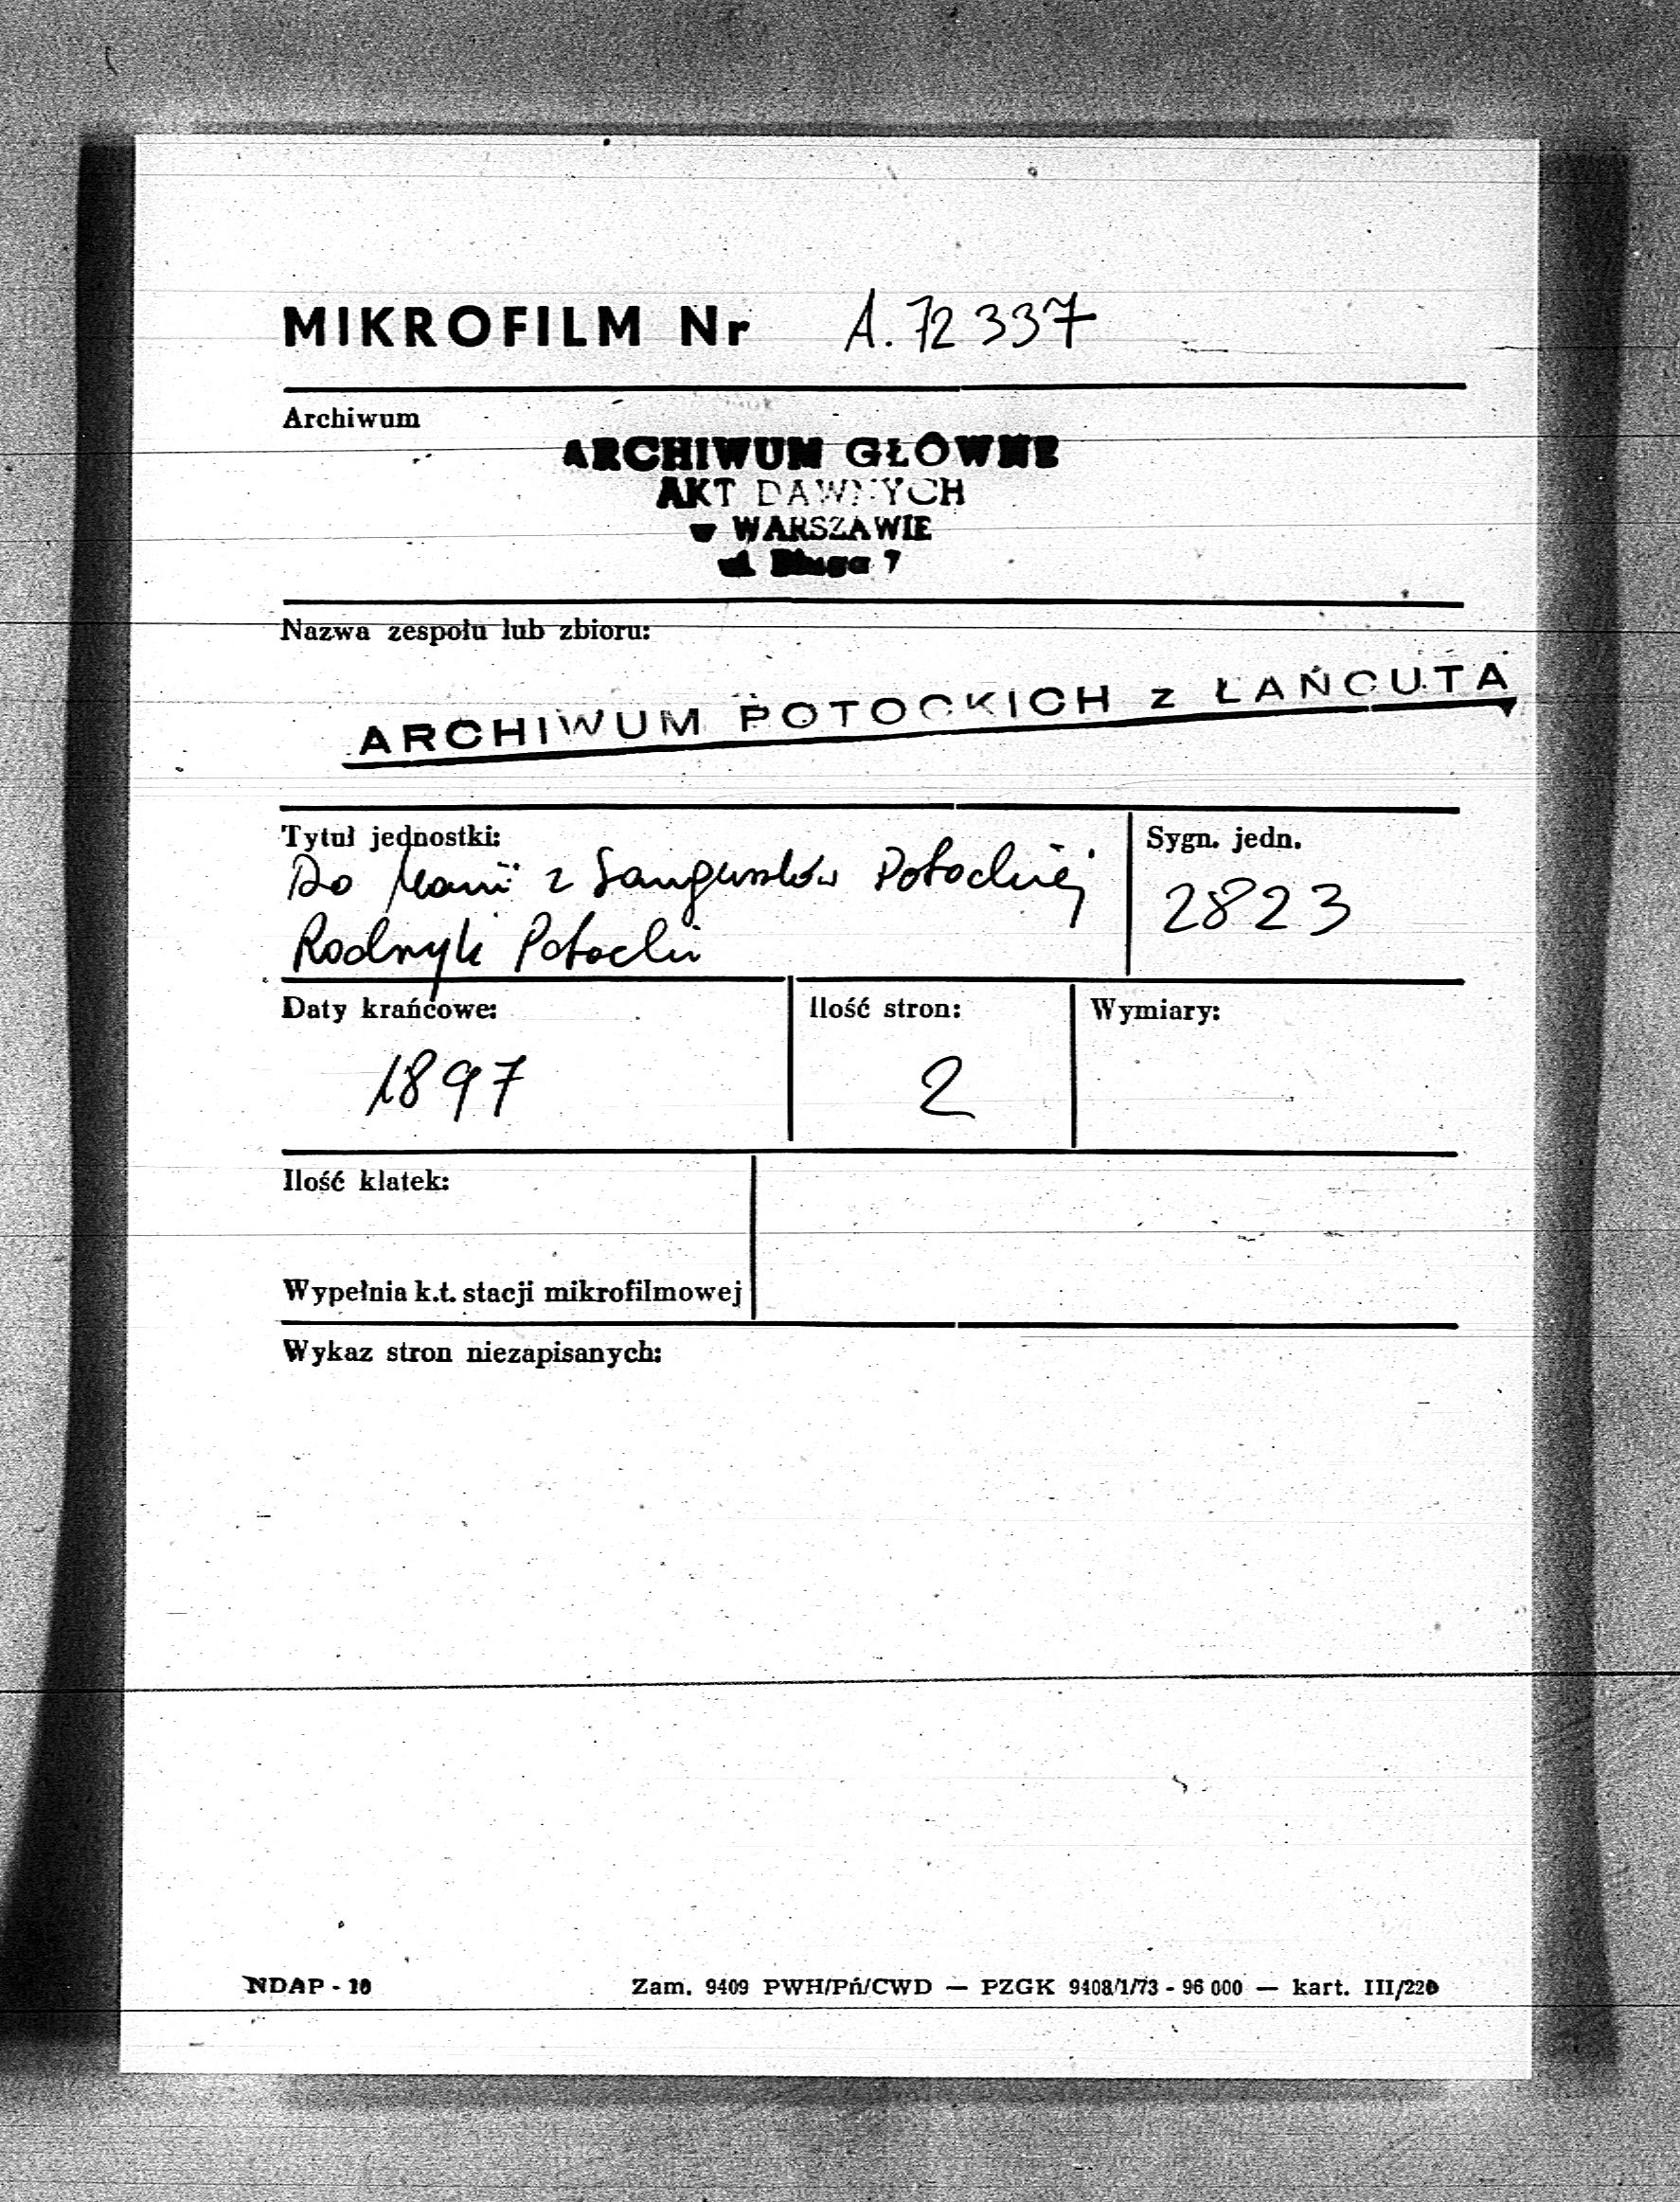 MIKROFILM Nr A. 72 337
Archiwum
ARCHIWUM GŁÓWNE
AKT DAWNYCH
w WARSZAWIE
ul. Długa 7
Nazwa zespołu lub zbioru:
ARCHIWUM POTOCKICH z ŁAŃCUTA
Tytuł jednostki:
Do Marii z Sanguszków Potockiej
Potocki
Sygn. jedn.
2823
Daty krańcowe:
1897
Ilość stron:
2
Wymiary:
Ilość klatek:
Wypełnia k.t. stacji mikrofilmowej
Wykaz stron niezapisanych:
NDAP - 10
Zam. 9409 PWH/Pń/CWD — PZGK 9408/1/73 - 96 000 — kart. III/220